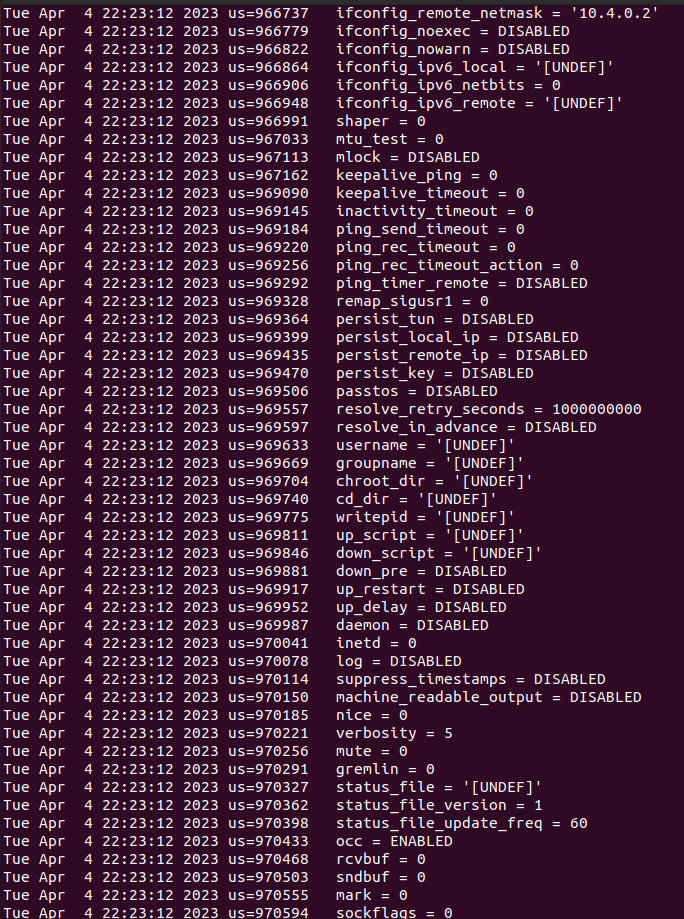 Tue Apr  4 22:23:12 2023 us=966737   ifconfig_remote_netmask = '10.4.0.2'
Tue Apr  4 22:23:12 2023 us=966779   ifconfig_noexec = DISABLED
Tue Apr  4 22:23:12 2023 us=966822   ifconfig_nowarn = DISABLED
Tue Apr  4 22:23:12 2023 us=966864   ifconfig_ipv6_local = '[UNDEF]'
Tue Apr  4 22:23:12 2023 us=966906   ifconfig_ipv6_netbits = 0
Tue Apr  4 22:23:12 2023 us=966948   ifconfig_ipv6_remote = '[UNDEF]'
Tue Apr  4 22:23:12 2023 us=966991   shaper = 0
Tue Apr  4 22:23:12 2023 us=967033   mtu_test = 0
Tue Apr  4 22:23:12 2023 us=967113   mlock = DISABLED
Tue Apr  4 22:23:12 2023 us=967162   keepalive_ping = 0
Tue Apr  4 22:23:12 2023 us=969090   keepalive_timeout = 0
Tue Apr  4 22:23:12 2023 us=969145   inactivity_timeout = 0
Tue Apr  4 22:23:12 2023 us=969184   ping_send_timeout = 0
Tue Apr  4 22:23:12 2023 us=969220   ping_rec_timeout = 0
Tue Apr  4 22:23:12 2023 us=969256   ping_rec_timeout_action = 0
Tue Apr  4 22:23:12 2023 us=969292   ping_timer_remote = DISABLED
Tue Apr  4 22:23:12 2023 us=969328   remap_sigusr1 = 0
Tue Apr  4 22:23:12 2023 us=969364   persist_tun = DISABLED
Tue Apr  4 22:23:12 2023 us=969399   persist_local_ip = DISABLED
Tue Apr  4 22:23:12 2023 us=969435   persist_remote_ip = DISABLED
Tue Apr  4 22:23:12 2023 us=969470   persist_key = DISABLED
Tue Apr  4 22:23:12 2023 us=969506   passtos = DISABLED
Tue Apr  4 22:23:12 2023 us=969557   resolve_retry_seconds = 1000000000
Tue Apr  4 22:23:12 2023 us=969597   resolve_in_advance = DISABLED
Tue Apr  4 22:23:12 2023 us=969633   username = '[UNDEF]'
Tue Apr  4 22:23:12 2023 us=969669   groupname = '[UNDEF]'
Tue Apr  4 22:23:12 2023 us=969704   chroot_dir = '[UNDEF]'
Tue Apr  4 22:23:12 2023 us=969740   cd_dir = '[UNDEF]'
Tue Apr  4 22:23:12 2023 us=969775   writepid = '[UNDEF]'
Tue Apr  4 22:23:12 2023 us=969811   up_script = '[UNDEF]'
Tue Apr  4 22:23:12 2023 us=969846   down_script = '[UNDEF]'
Tue Apr  4 22:23:12 2023 us=969881   down_pre = DISABLED
Tue Apr  4 22:23:12 2023 us=969917   up_restart = DISABLED
Tue Apr  4 22:23:12 2023 us=969952   up_delay = DISABLED
Tue Apr  4 22:23:12 2023 us=969987   daemon = DISABLED
Tue Apr  4 22:23:12 2023 us=970041   inetd = 0
Tue Apr  4 22:23:12 2023 us=970078   log = DISABLED
Tue Apr  4 22:23:12 2023 us=970114   suppress_timestamps = DISABLED
Tue Apr  4 22:23:12 2023 us=970150   machine_readable_output = DISABLED
Tue Apr  4 22:23:12 2023 us=970185   nice = 0
Tue Apr  4 22:23:12 2023 us=970221   verbosity = 5
Tue Apr  4 22:23:12 2023 us=970256   mute = 0
Tue Apr  4 22:23:12 2023 us=970291   gremlin = 0
Tue Apr  4 22:23:12 2023 us=970327   status_file = '[UNDEF]'
Tue Apr  4 22:23:12 2023 us=970362   status_file_version = 1
Tue Apr  4 22:23:12 2023 us=970398   status_file_update_freq = 60
Tue Apr  4 22:23:12 2023 us=970433   occ = ENABLED
Tue Apr  4 22:23:12 2023 us=970468   rcvbuf = 0
Tue Apr  4 22:23:12 2023 us=970503   sndbuf = 0
Tue Apr  4 22:23:12 2023 us=970555   mark = 0
Tue Apr  4 22:23:12 2023 us=970594   sockflags = 0